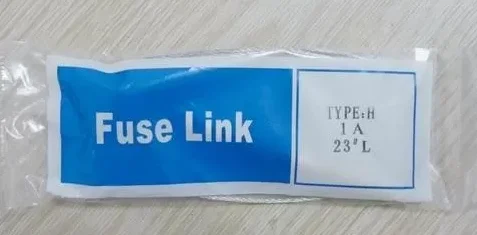 Fuse Link
TYPE:H
1 A
23"L